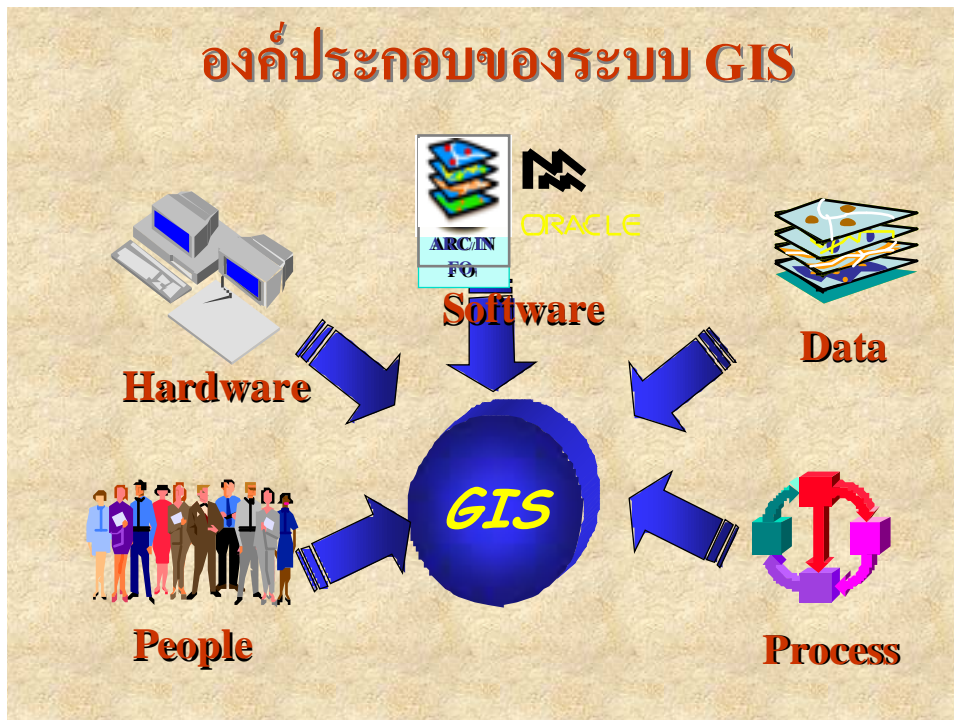 องค์ประกอบของระบบ GIS
ARC/IN
FO
ORACLE
Software
Data
Hardware
GIS
People
Process